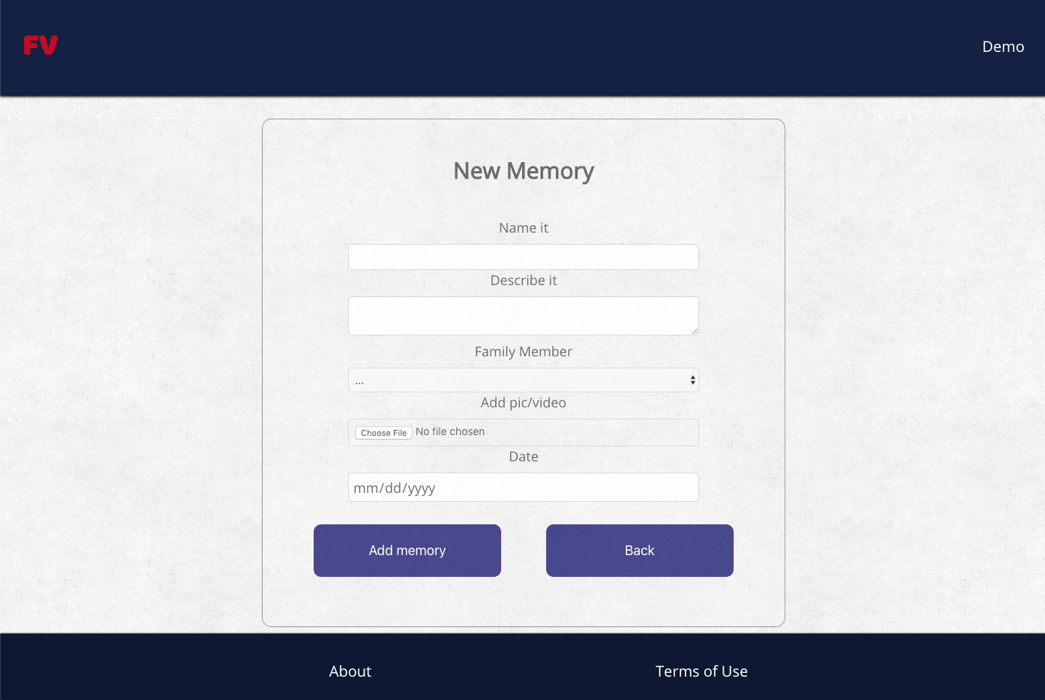 FV
Demo
New Memory
Name it
Describe it
Family Member
...
Add pic/video
Choose File No file chosen
Date
mm/dd/yyyy
Add memory
Back
About
Terms of Use